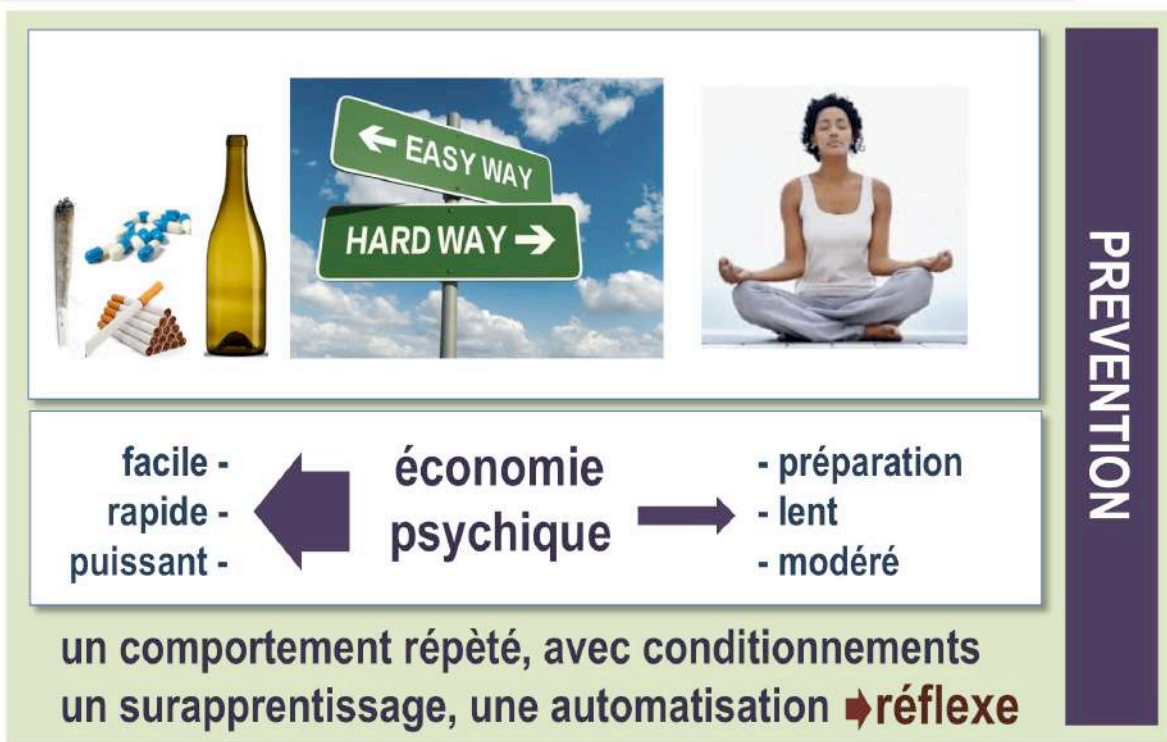 ← EASY WAY
HARD WAY →
facile -
rapide -
puissant -
économie
psychique
- préparation
- lent
- modéré
un comportement répèté, avec conditionnements
un surapprentissage, une automatisation ➡réflexe
PREVENTION